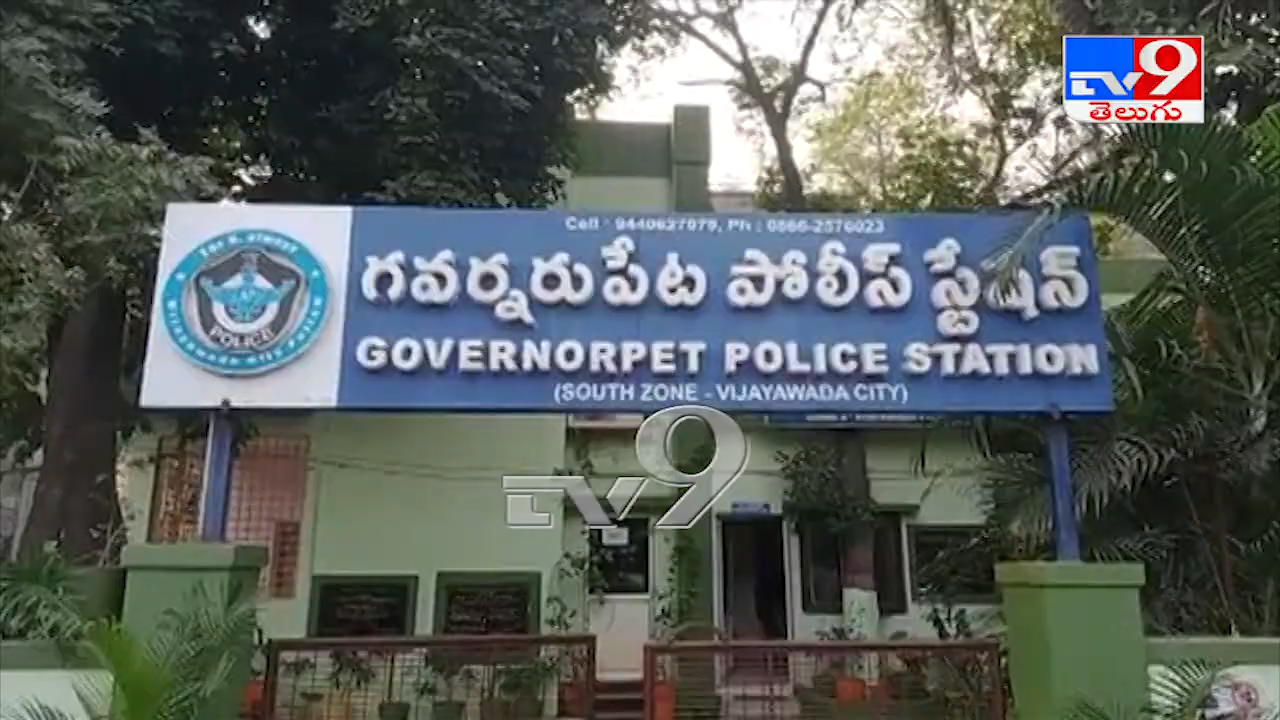 TV9
తెలుగు
Cell : 9440627079, Ph : 0866-2576023
గవర్నరుపేట పోలీస్ స్టేషన్
GOVERNORPET POLICE STATION
(SOUTH ZONE - VIJAYAWADA CITY)
POLICE
TV9